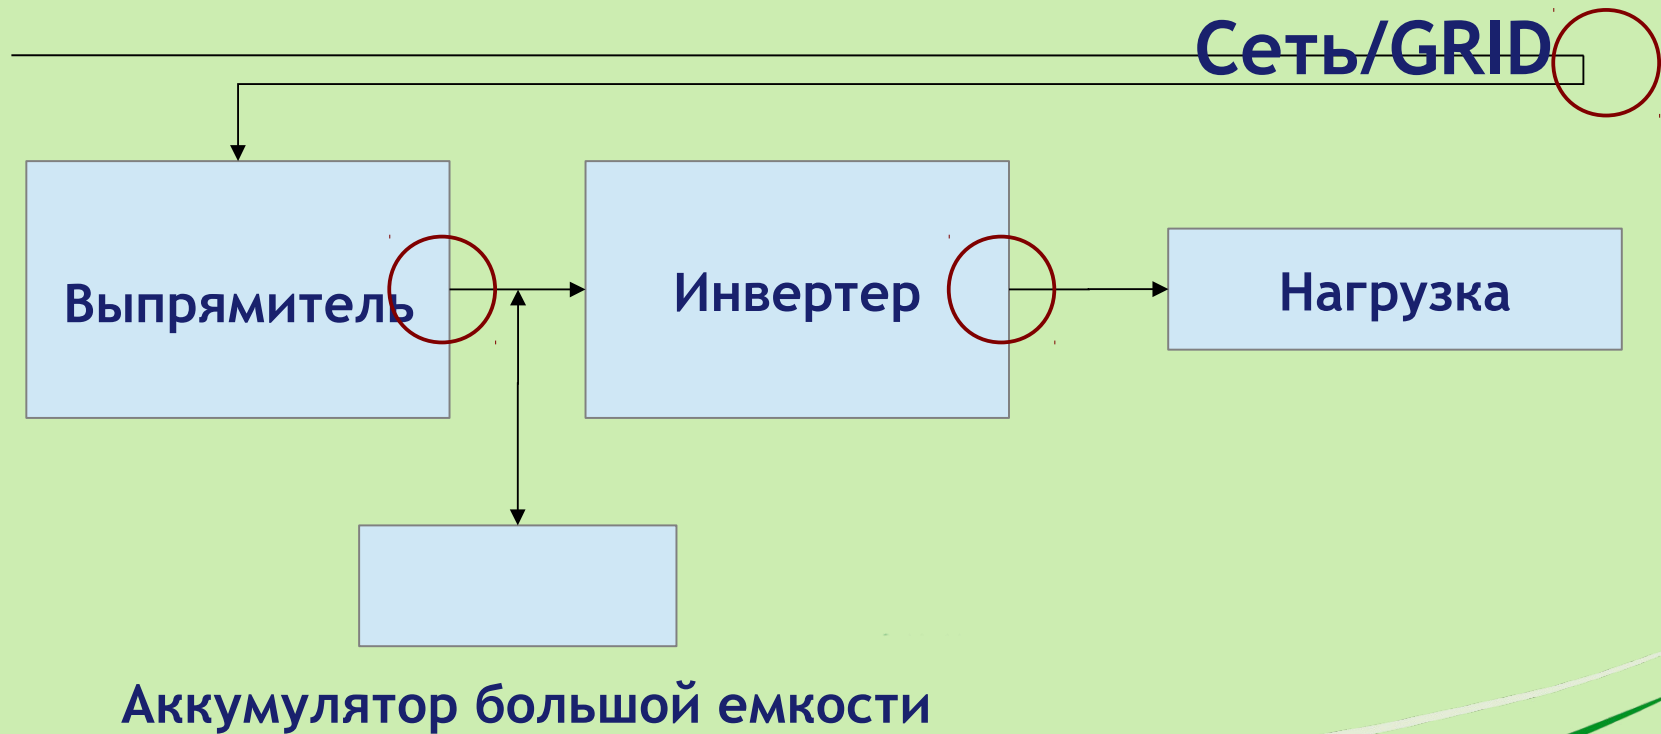 Сеть/GRID
Выпрямитель
Инвертер
Нагрузка
Аккумулятор большой емкости